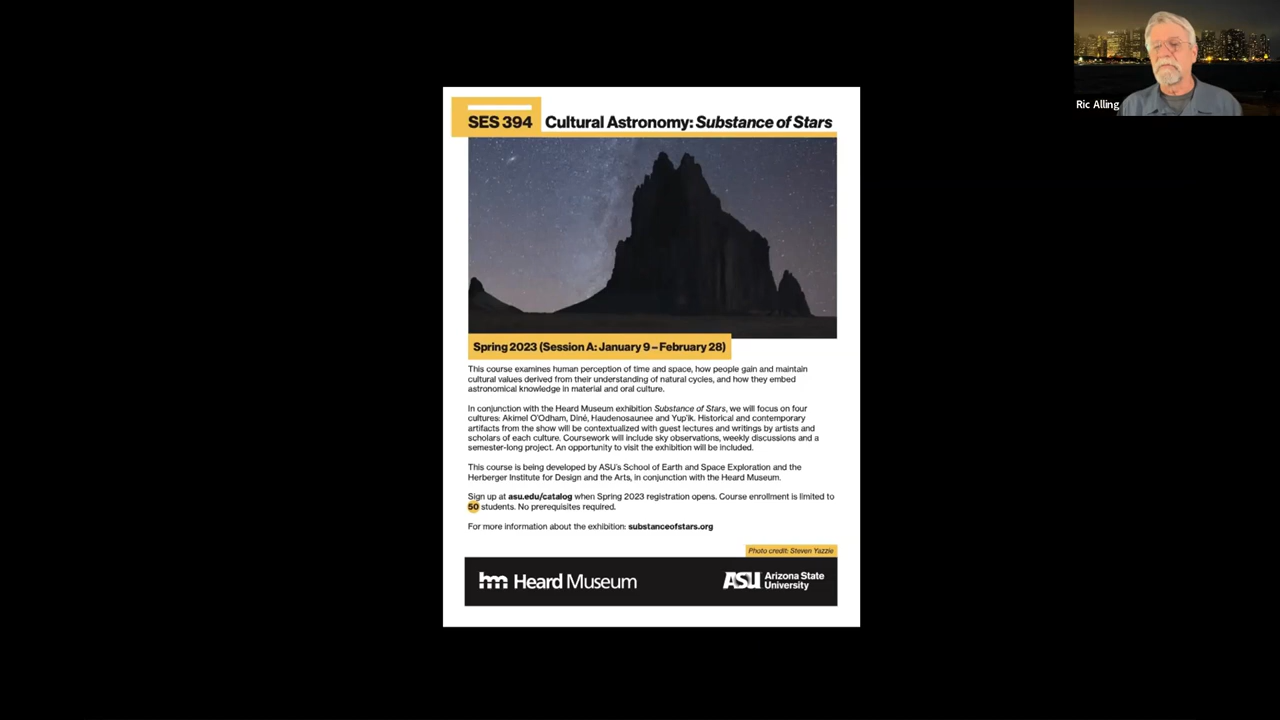 SES 394 Cultural Astronomy: Substance of Stars
Ric Alling
Spring 2023 (Session A: January 9 – February 28)
This course examines human perception of time and space, how people gain and maintain
cultural values derived from their understanding of natural cycles, and how they embed
astronomical knowledge in material and oral culture.
In conjunction with the Heard Museum exhibition Substance of Stars, we will focus on four
cultures: Akimel O'Odham, Diné, Haudenosaunee and Yup'ik. Historical and contemporary
artifacts from the show will be contextualized with guest lectures and writings by artists and
scholars of each culture. Coursework will include sky observations, weekly discussions and a
semester-long project. An opportunity to visit the exhibition will be included.
This course is being developed by ASU's School of Earth and Space Exploration and the
Herberger Institute for Design and the Arts, in conjunction with the Heard Museum.
Sign up at asu.edu/catalog when Spring 2023 registration opens. Course enrollment is limited to
50 students. No prerequisites required.
For more information about the exhibition: substanceofstars.org
Photo credit: Steven Yazzie
hm Heard Museum
ASU Arizona State
University